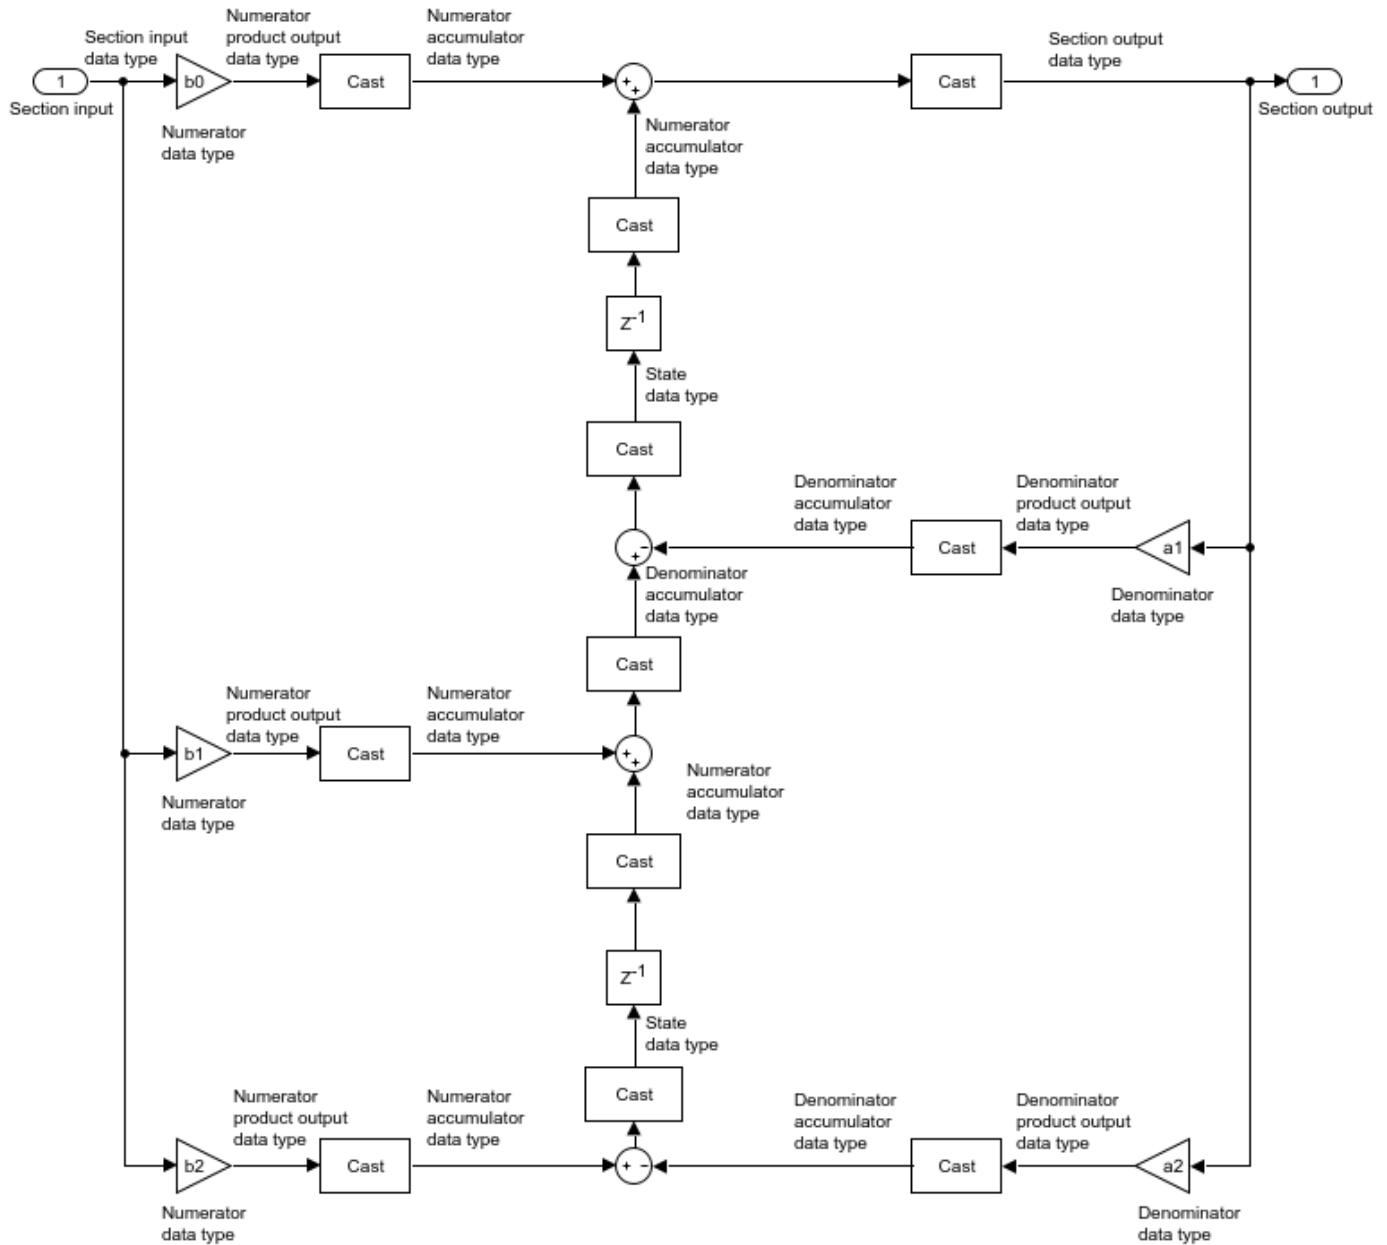 Section input
data type
Numerator
product output
data type
Numerator
accumulator
data type
Section output
data type
1
Section input
b0
Cast
+
+
Cast
1
Section output
Numerator
data type
Numerator
accumulator
data type
Cast
Z-1
State
data type
Cast
Denominator
accumulator
data type
Denominator
product output
data type
-
+
Cast
a1
Denominator
accumulator
data type
Denominator
data type
Cast
Numerator
product output
data type
Numerator
accumulator
data type
b1
Cast
+
+
Numerator
accumulator
data type
Numerator
data type
Cast
Z-1
State
data type
Cast
Numerator
product output
data type
Numerator
accumulator
data type
Denominator
accumulator
data type
Denominator
product output
data type
b2
Cast
+ -
Cast
a2
Numerator
data type
Denominator
data type